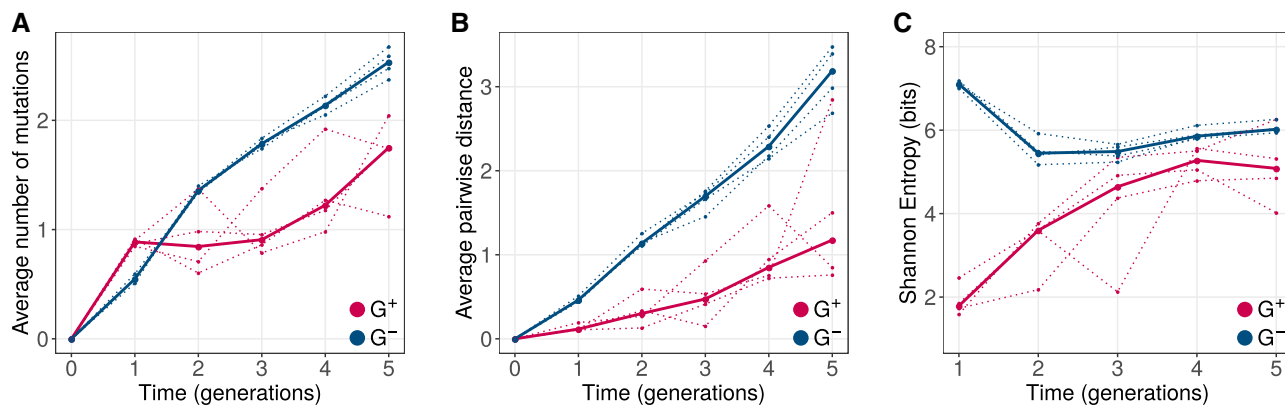 A
Average number of mutations
2
1
0
0 1 2 3 4 5
Time (generations)
G⁺
G⁻
B
Average pairwise distance
3
2
1
0
0 1 2 3 4 5
Time (generations)
G⁺
G⁻
C
Shannon Entropy (bits)
8
6
4
2
1 2 3 4 5
Time (generations)
G⁺
G⁻